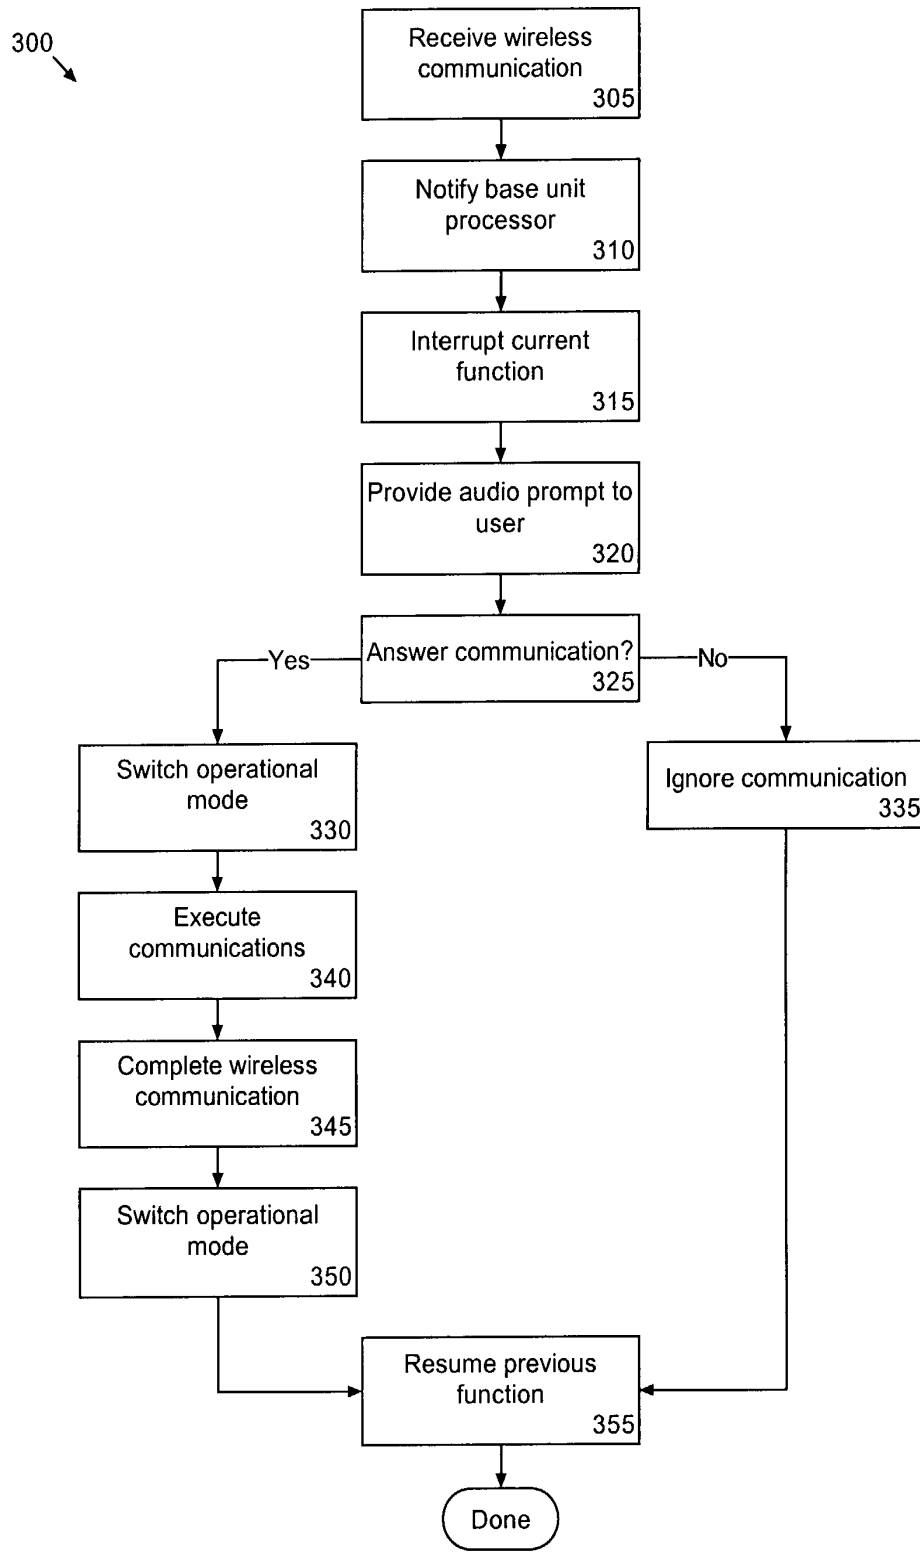 300
Receive wireless
communication
305
Notify base unit
processor
310
Interrupt current
function
315
Provide audio prompt to
user
320
Answer communication?
325
Yes
No
Switch operational
mode
330
Ignore communication
335
Execute
communications
340
Complete wireless
communication
345
Switch operational
mode
350
Resume previous
function
355
Done